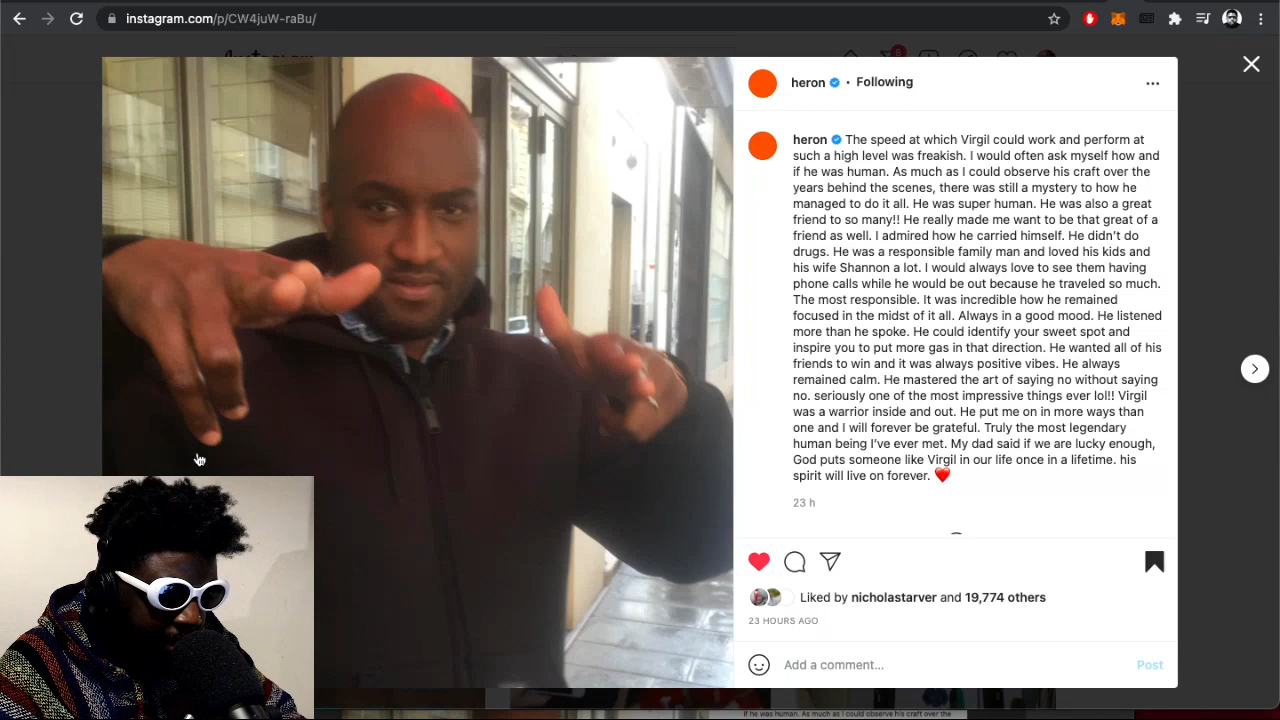 instagram.com/p/CW4juW-raBu/
heron • Following
heron The speed at which Virgil could work and perform at
such a high level was freakish. I would often ask myself how and
if he was human. As much as I could observe his craft over the
years behind the scenes, there was still a mystery to how he
managed to do it all. He was super human. He was also a great
friend to so many!! He really made me want to be that great of a
friend as well. I admired how he carried himself. He didn't do
drugs. He was a responsible family man and loved his kids and
his wife Shannon a lot. I would always love to see them having
phone calls while he would be out because he traveled so much.
The most responsible. It was incredible how he remained
focused in the midst of it all. Always in a good mood. He listened
more than he spoke. He could identify your sweet spot and
inspire you to put more gas in that direction. He wanted all of his
friends to win and it was always positive vibes. He always
remained calm. He mastered the art of saying no without saying
no. seriously one of the most impressive things ever lol!! Virgil
was a warrior inside and out. He put me on in more ways than
one and I will forever be grateful. Truly the most legendary
human being I've ever met. My dad said if we are lucky enough,
God puts someone like Virgil in our life once in a lifetime. his
spirit will live on forever. ❤️
23 h
Liked by nicholastarver and 19,774 others
23 HOURS AGO
Add a comment... Post
if he was human. As much as I could observe his craft over the